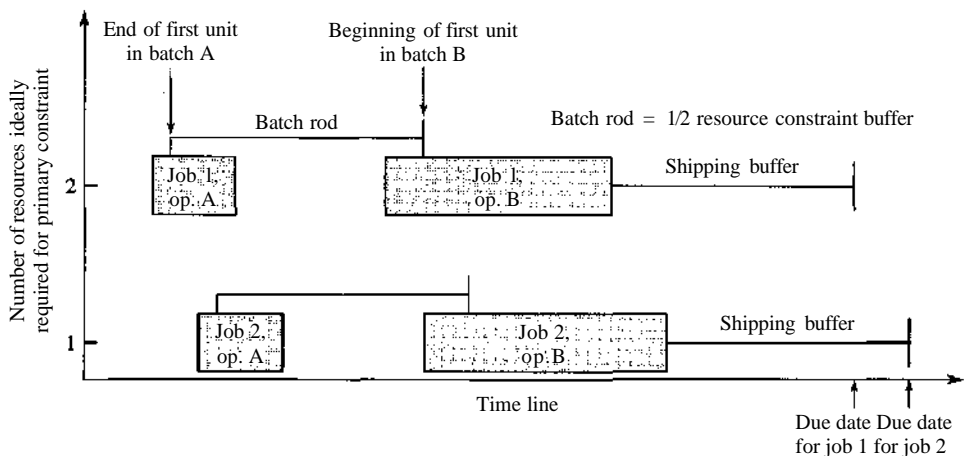 End of first unit
in batch A
Beginning of first unit
in batch B
Number of resources ideally
required for primary constraint
Batch rod
Batch rod = 1/2 resource constraint buffer
2
Job 1,
op. A
Job 1,
op. B
Shipping buffer
1
Job 2,
op. A
Job 2,
op. B
Shipping buffer
Time line
Due date Due date
for job 1 for job 2